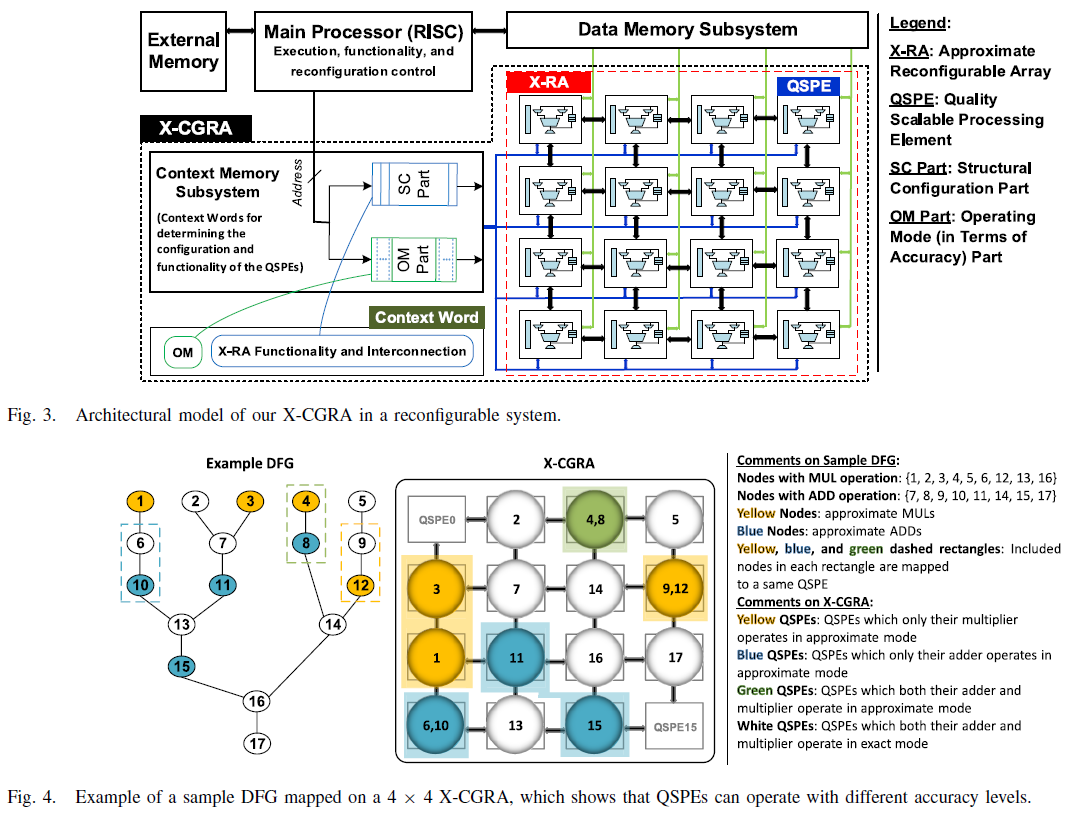 External
Memory
Main Processor (RISC)
Execution, functionality, and
reconfiguration control
Data Memory Subsystem
Legend:
X-RA: Approximate
Reconfigurable Array
QSPE: Quality
Scalable Processing
Element
SC Part: Structural
Configuration Part
OM Part: Operating
Mode (in Terms of
Accuracy) Part
X-RA
QSPE
X-CGRA
Context Memory
Subsystem
(Context Words for
determining the
configuration and
functionality of the QSPEs)
Address
SC
Part
OM
Part
Context Word
OM
X-RA Functionality and Interconnection
Fig. 3. Architectural model of our X-CGRA in a reconfigurable system.
Example DFG
1 2 3 4 5
6 7 8 9
10 11 12
13 14
15
16
17
X-CGRA
QSPE0 2 4,8 5
3 7 14 9,12
1 11 16 17
6,10 13 15 QSPE15
Comments on Sample DFG:
Nodes with MUL operation: {1, 2, 3, 4, 5, 6, 12, 13, 16}
Nodes with ADD operation: {7, 8, 9, 10, 11, 14, 15, 17}
Yellow Nodes: approximate MULs
Blue Nodes: approximate ADDs
Yellow, blue, and green dashed rectangles: Included
nodes in each rectangle are mapped
to a same QSPE
Comments on X-CGRA:
Yellow QSPEs: QSPEs which only their multiplier
operates in approximate mode
Blue QSPEs: QSPEs which only their adder operates in
approximate mode
Green QSPEs: QSPEs which both their adder and
multiplier operate in approximate mode
White QSPEs: QSPEs which both their adder and
multiplier operate in exact mode
Fig. 4. Example of a sample DFG mapped on a 4 × 4 X-CGRA, which shows that QSPEs can operate with different accuracy levels.